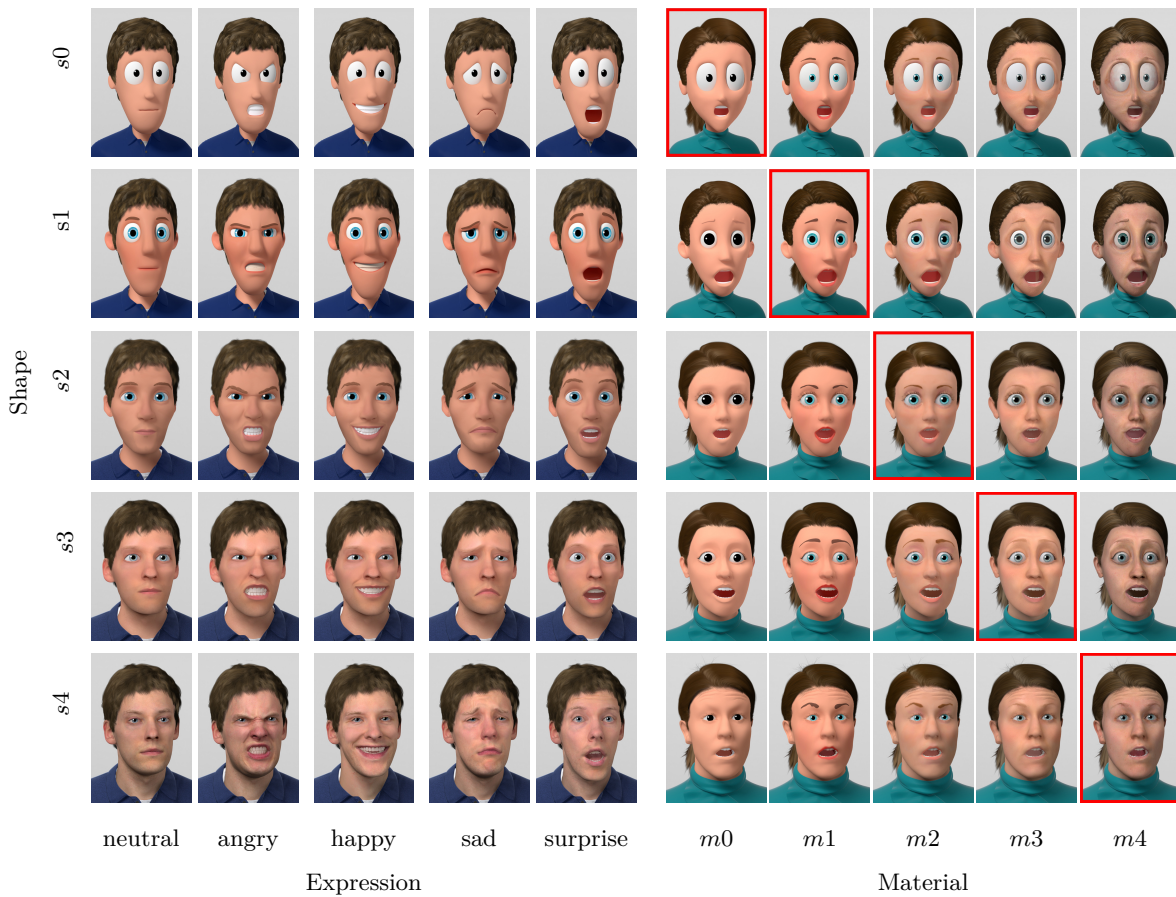 Shape
s0
s1
s2
s3
s4
neutral angry happy sad surprise m0 m1 m2 m3 m4
Expression Material